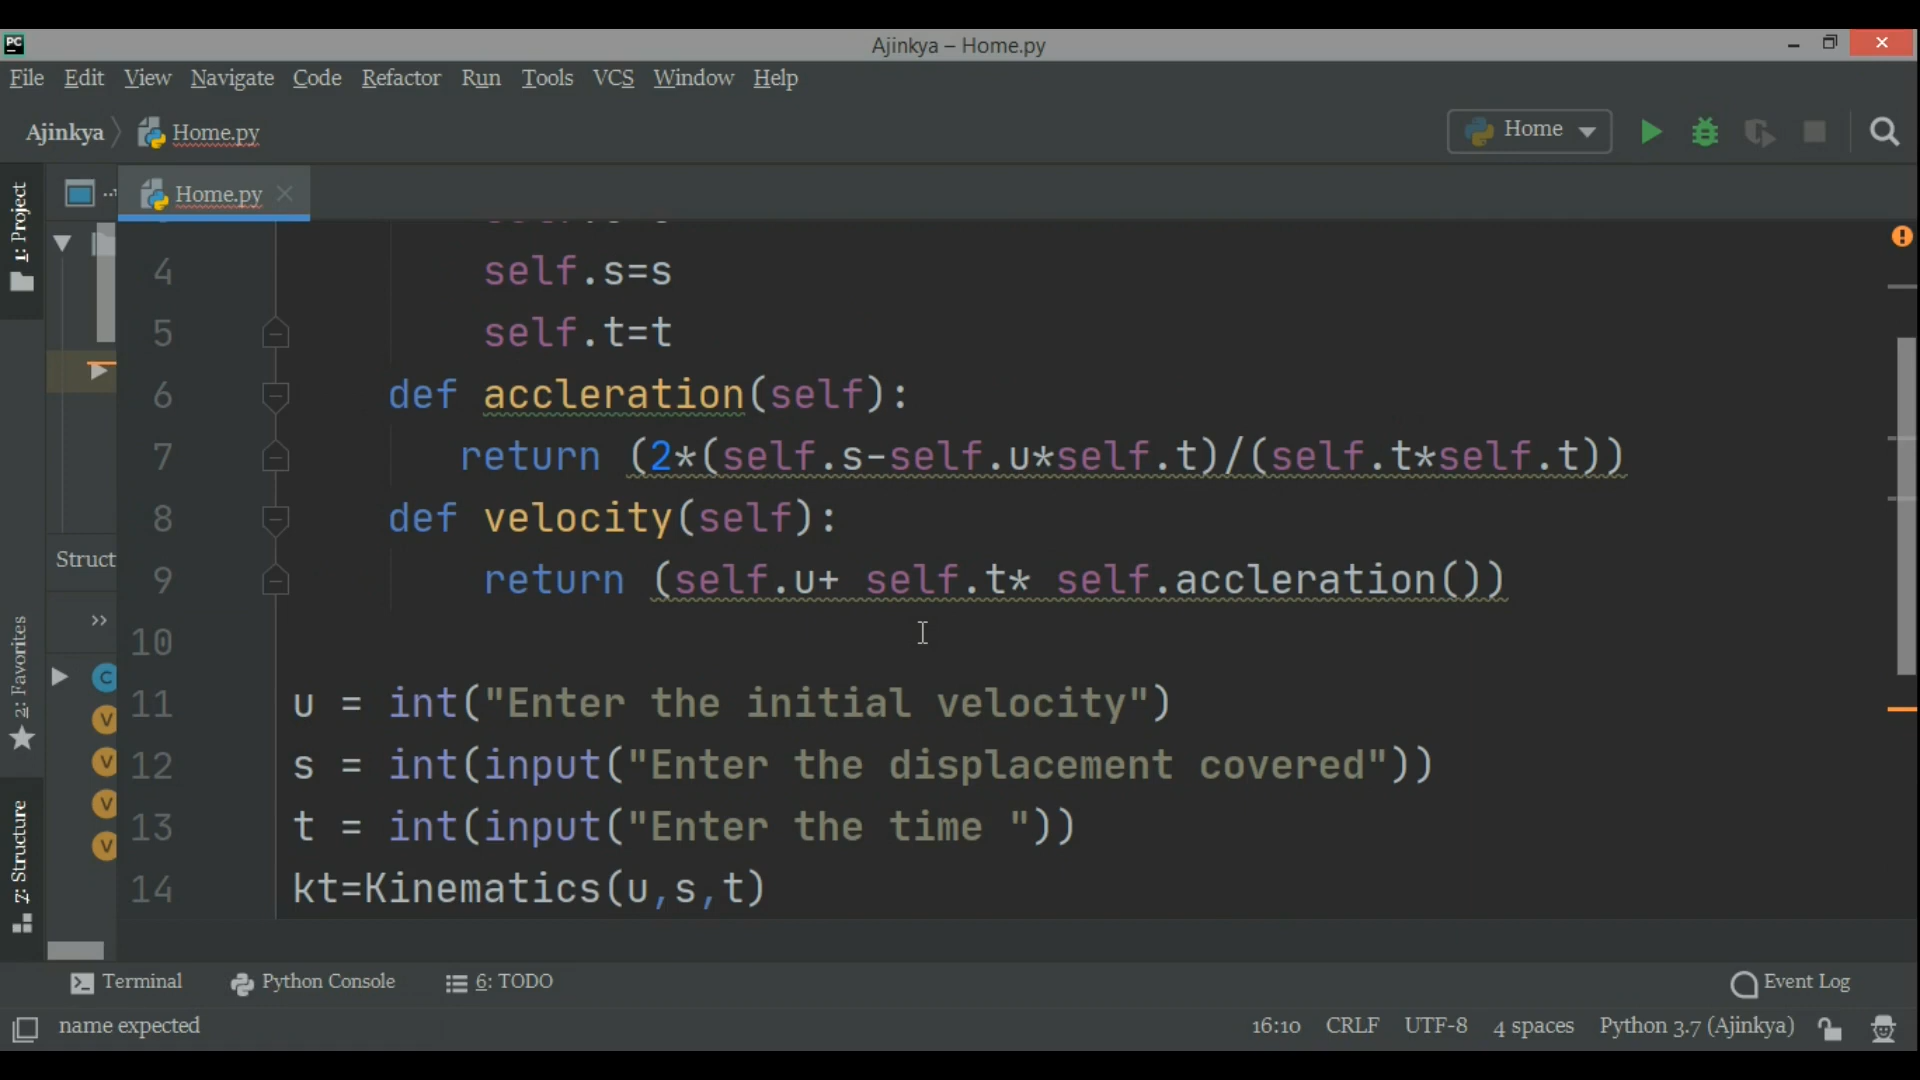 PC
Ajinkya – Home.py
File Edit View Navigate Code Refactor Run Tools VCS Window Help
Ajinkya Home.py
Home
1: Project
Home.py
4 self.s=s
5 self.t=t
6 def accleration(self):
7 return (2*(self.s-self.u*self.t)/(self.t*self.t))
8 def velocity(self):
Struct
9 return (self.u+ self.t* self.accleration())
10
2: Favorites
11 u = int("Enter the initial velocity")
12 s = int(input("Enter the displacement covered"))
13 t = int(input("Enter the time "))
14 kt=Kinematics(u,s,t)
C
V
V
V
V
Z: Structure
Terminal Python Console 6: TODO Event Log
name expected 16:10 CRLF UTF-8 4 spaces Python 3.7 (Ajinkya)